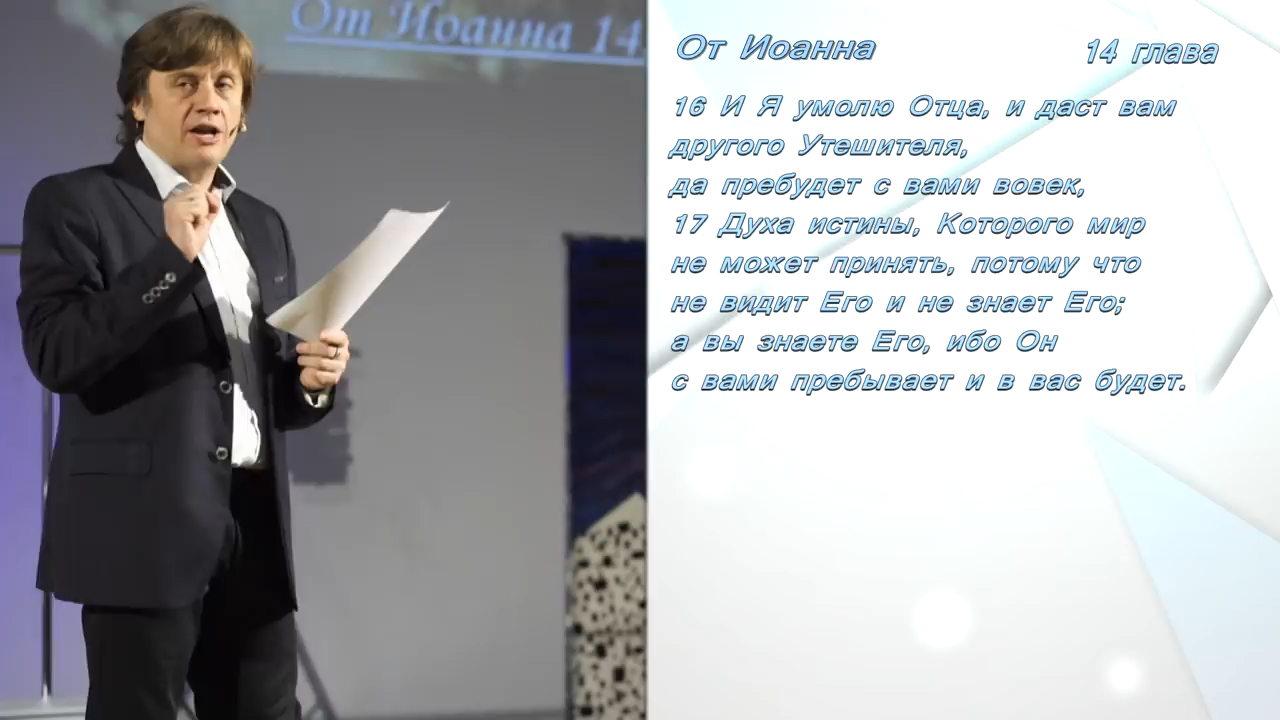 От Иоанна 14
От Иоанна 14 глава
16 И Я умолю Отца, и даст вам
другого Утешителя,
да пребудет с вами вовек,
17 Духа истины, Которого мир
не может принять, потому что
не видит Его и не знает Его;
а вы знаете Его, ибо Он
с вами пребывает и в вас будет.